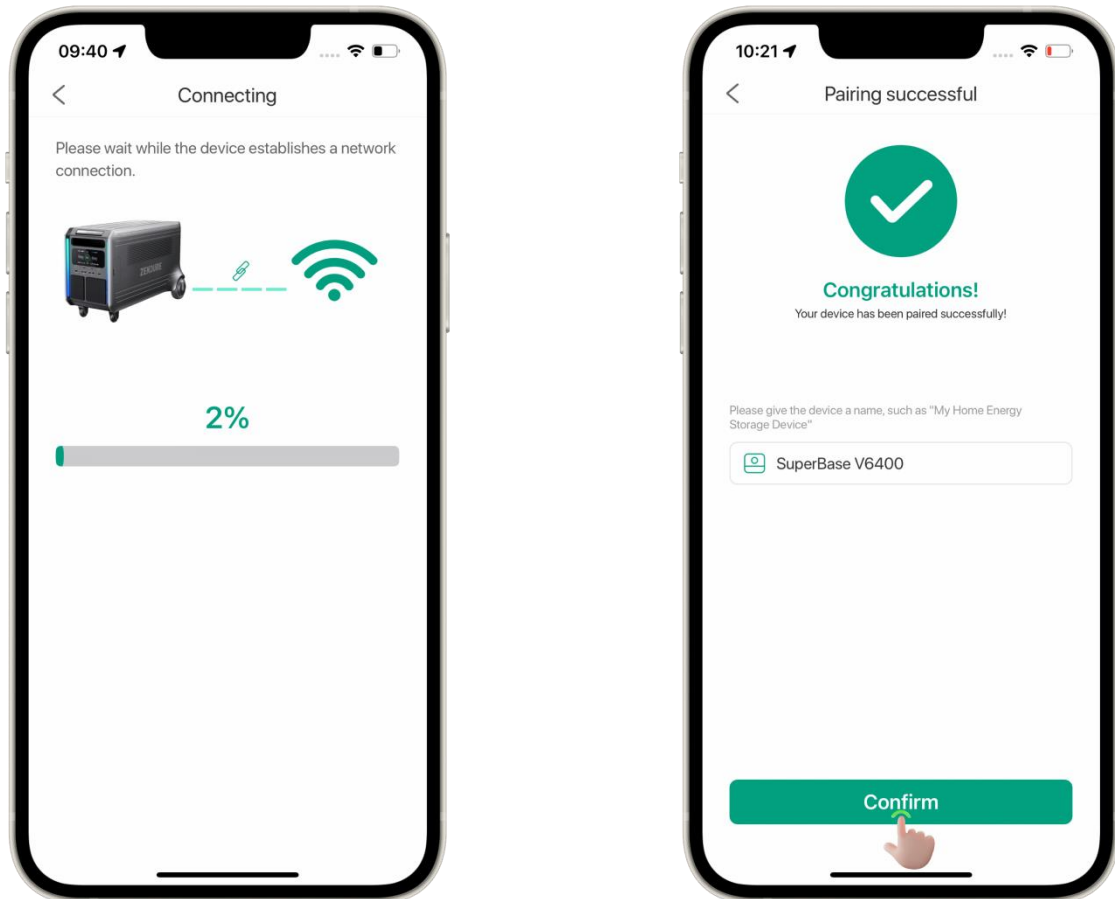 09:40
Connecting
Please wait while the device establishes a network
connection.
ZENDURE
2%
10:21
Pairing successful
Congratulations!
Your device has been paired successfully!
Please give the device a name, such as "My Home Energy
Storage Device"
SuperBase V6400
Confirm